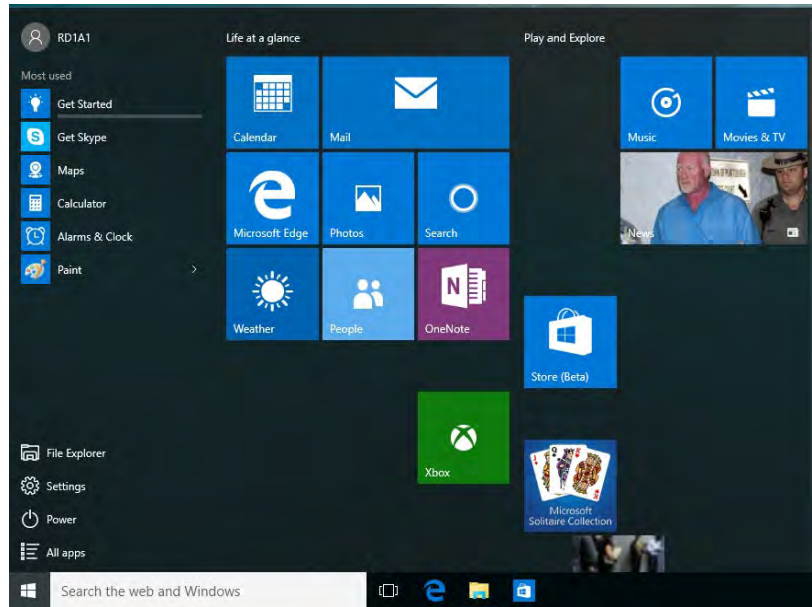 RD1A1
Most used
Get Started
Get Skype
Maps
Calculator
Alarms & Clock
Paint
File Explorer
Settings
Power
All apps
Life at a glance
Calendar
Mail
Microsoft Edge
Photos
Search
Weather
People
OneNote
Xbox
Play and Explore
Music
Movies & TV
News
Store (Beta)
Microsoft
Solitaire Collection
Search the web and Windows